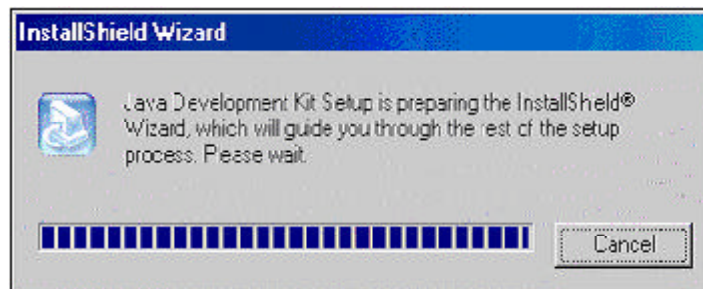 InstallShield Wizard
Java Development Kit Setup is preparing the InstallShield®
Wizard, which will guide you through the rest of the setup
process. Please wait.
Cancel